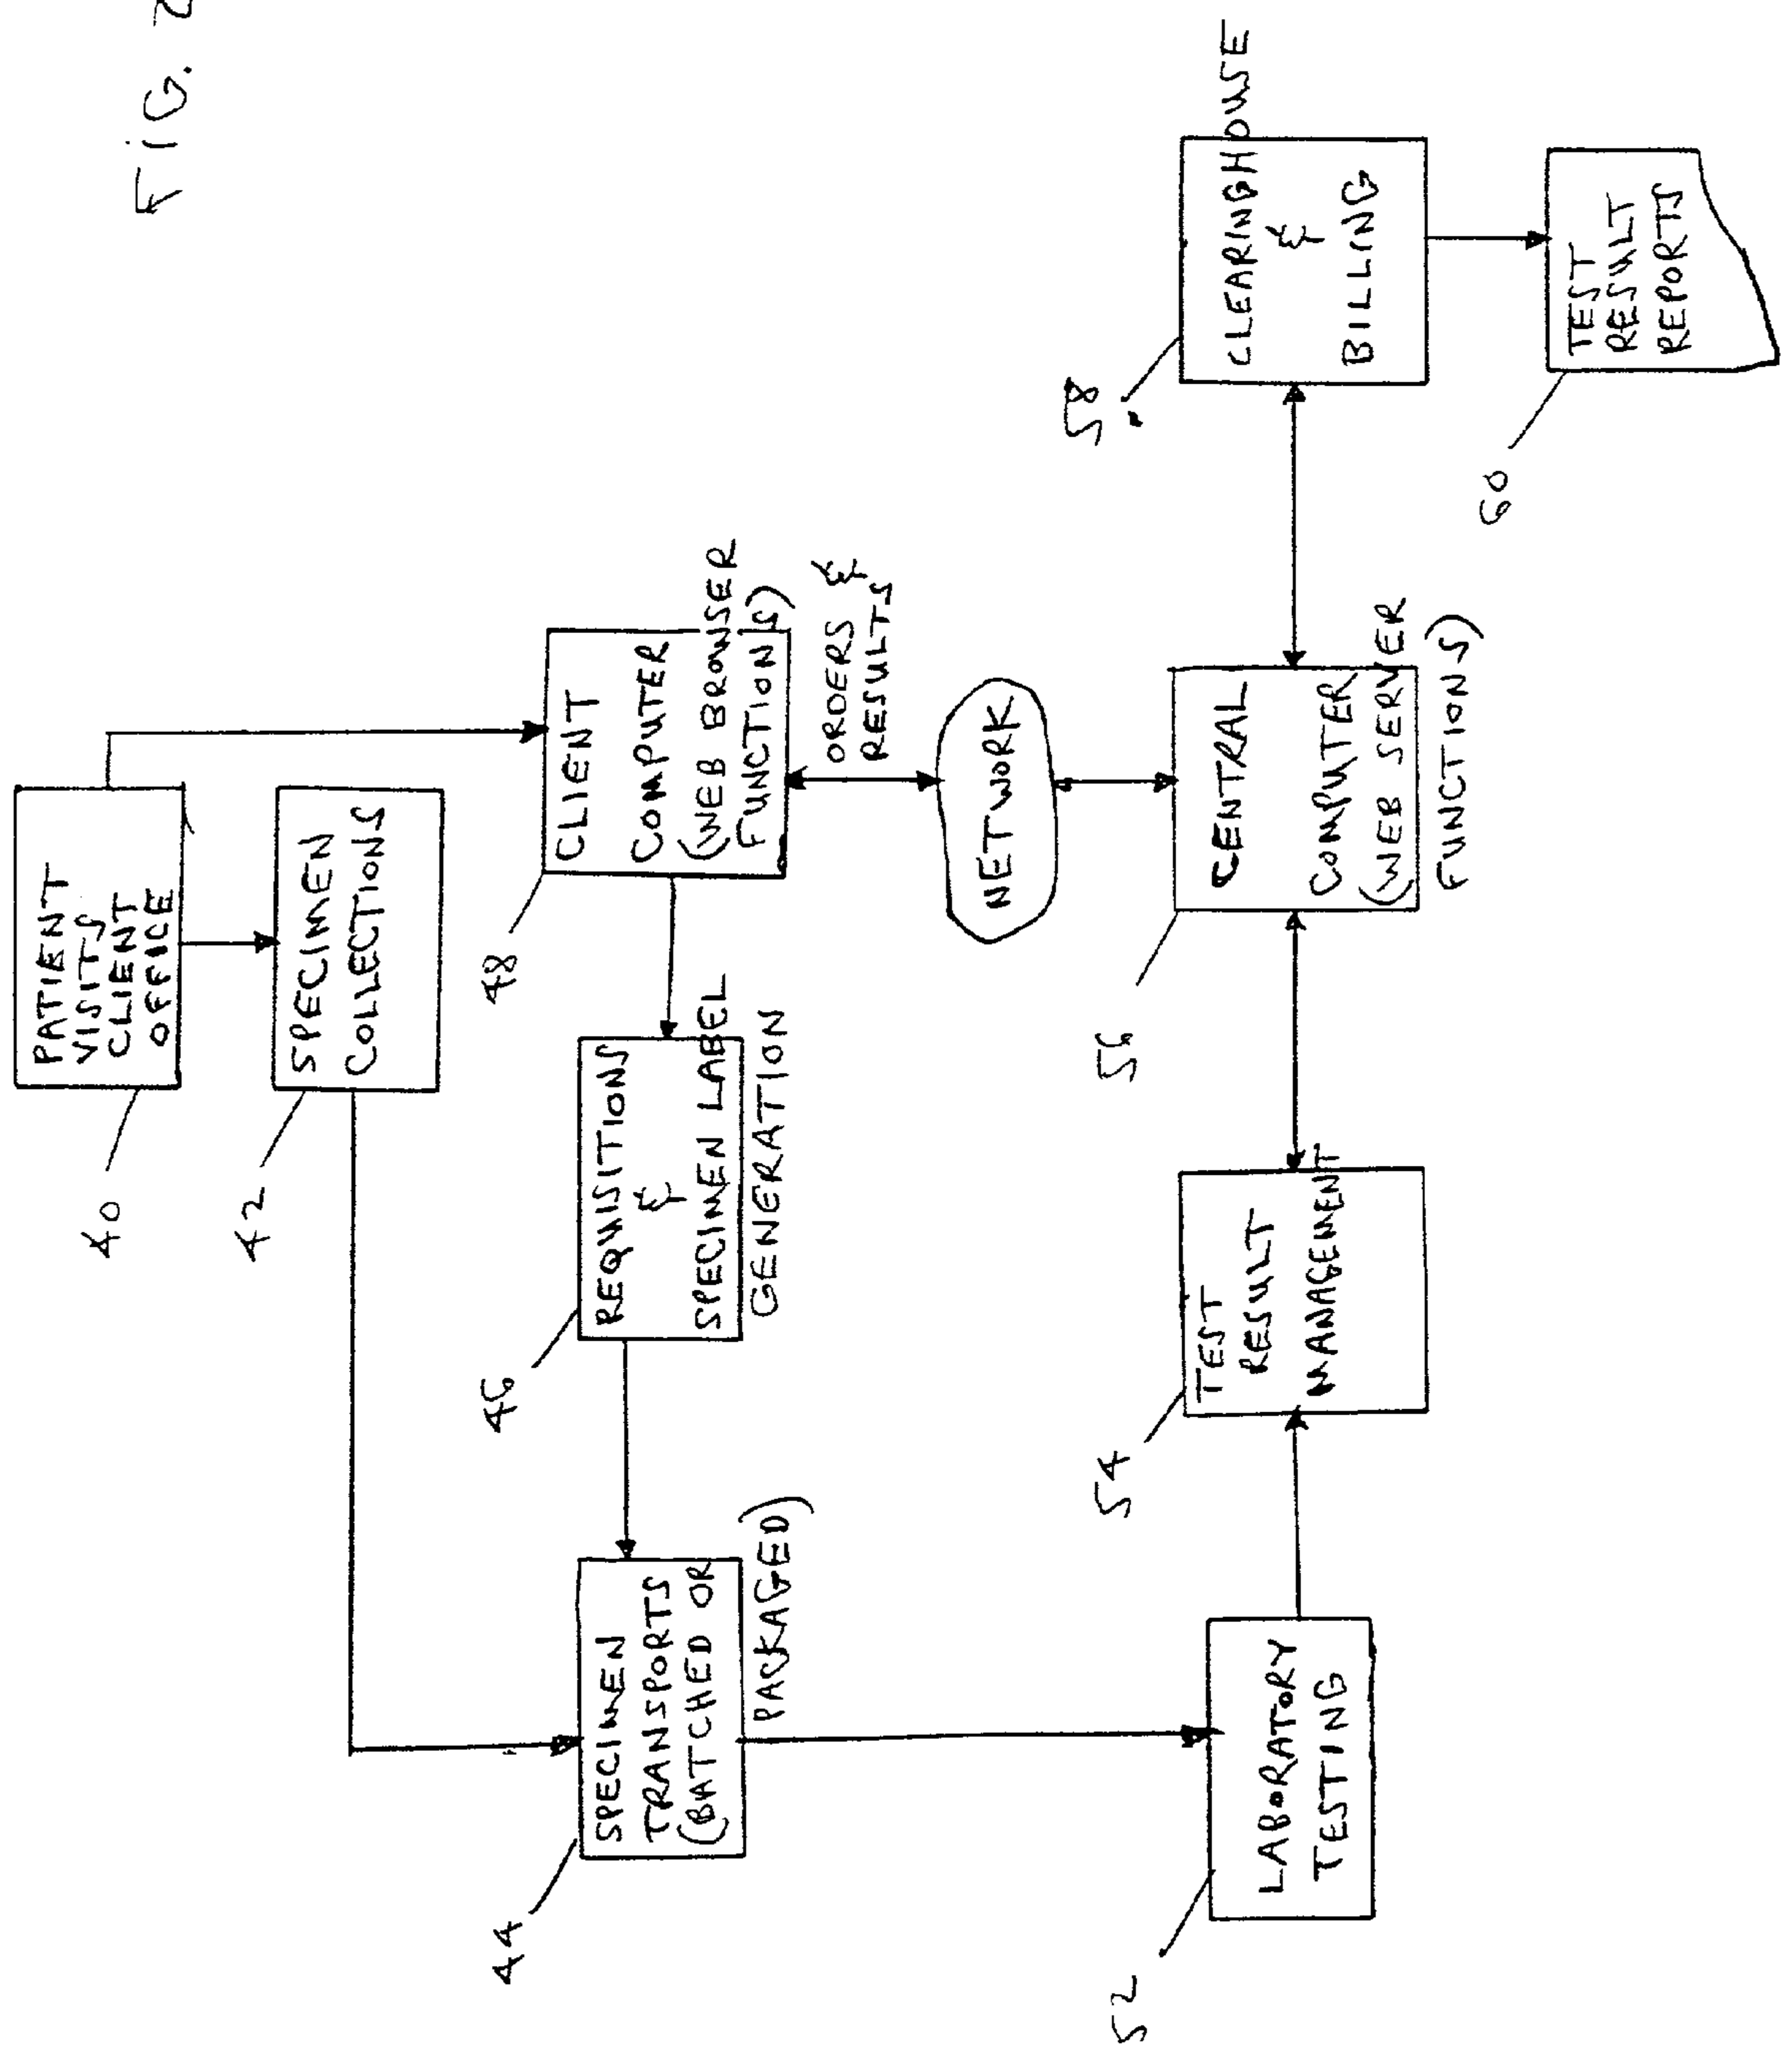 FIG. 2
40
PATIENT
VISITS
CLIENT
OFFICE
42
SPECIMEN
COLLECTIONS
44
SPECIMEN
TRANSPORTS
(BATCHED OR
PACKAGED)
46
REQUISITIONS
&
SPECIMEN LABEL
GENERATION
48
CLIENT
COMPUTER
(WEB BROWSER
FUNCTIONS)
ORDERS &
RESULTS
NETWORK
52
LABORATORY
TESTING
54
TEST
RESULT
MANAGEMENT
56
CENTRAL
COMPUTER
(WEB SERVER
FUNCTIONS)
58
CLEARINGHOUSE
&
BILLING
60
TEST
RESULT
REPORTS